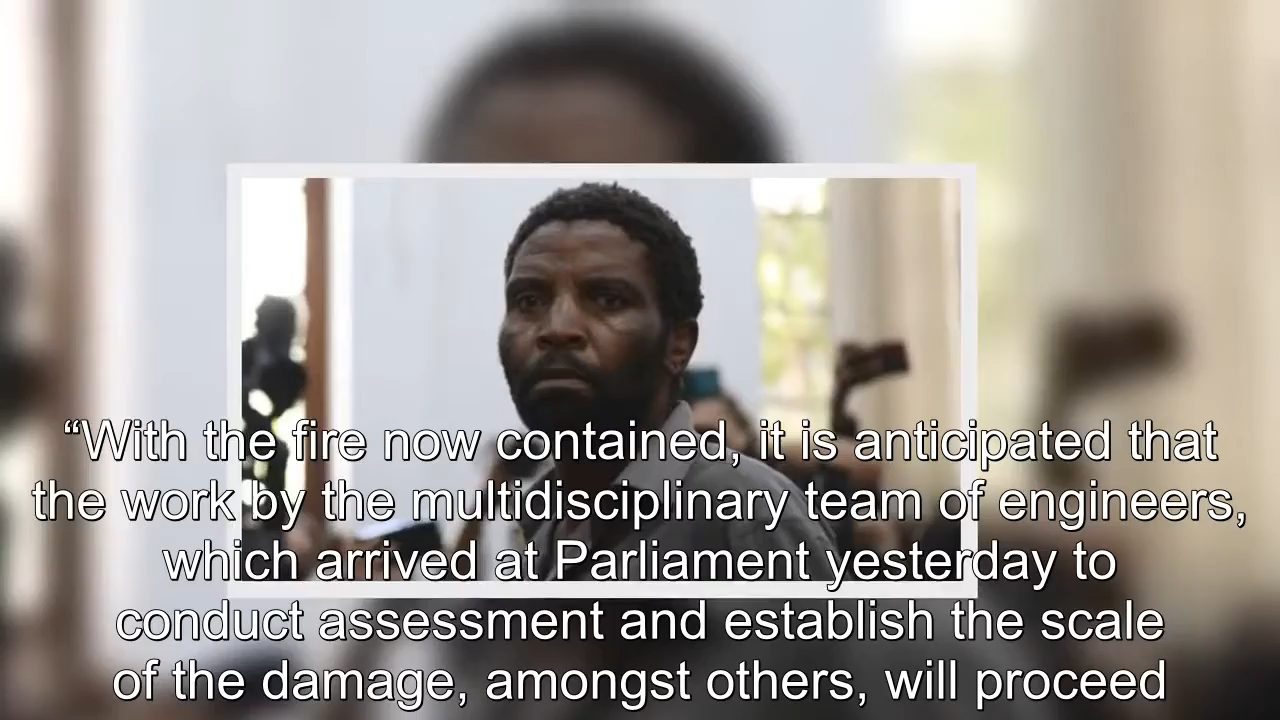 “With the fire now contained, it is anticipated that
the work by the multidisciplinary team of engineers,
which arrived at Parliament yesterday to
conduct assessment and establish the scale
of the damage, amongst others, will proceed